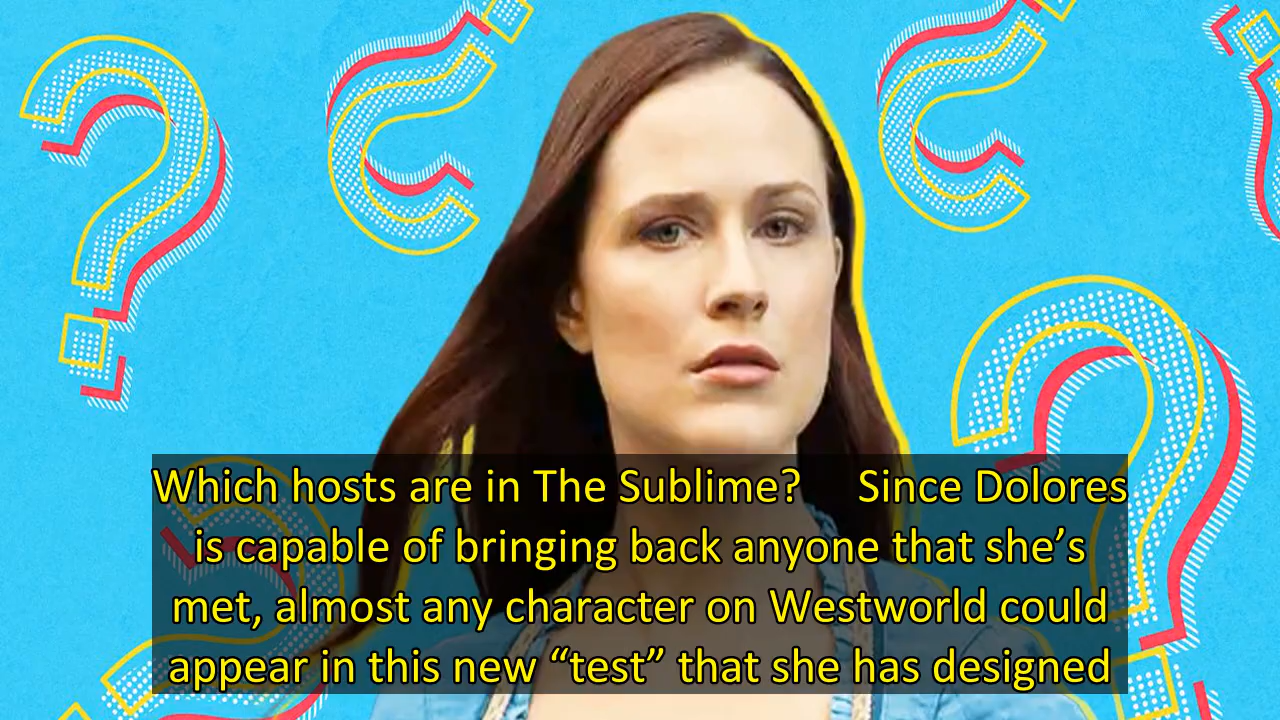 Which hosts are in The Sublime? Since Dolores
is capable of bringing back anyone that she’s
met, almost any character on Westworld could
appear in this new “test” that she has designed